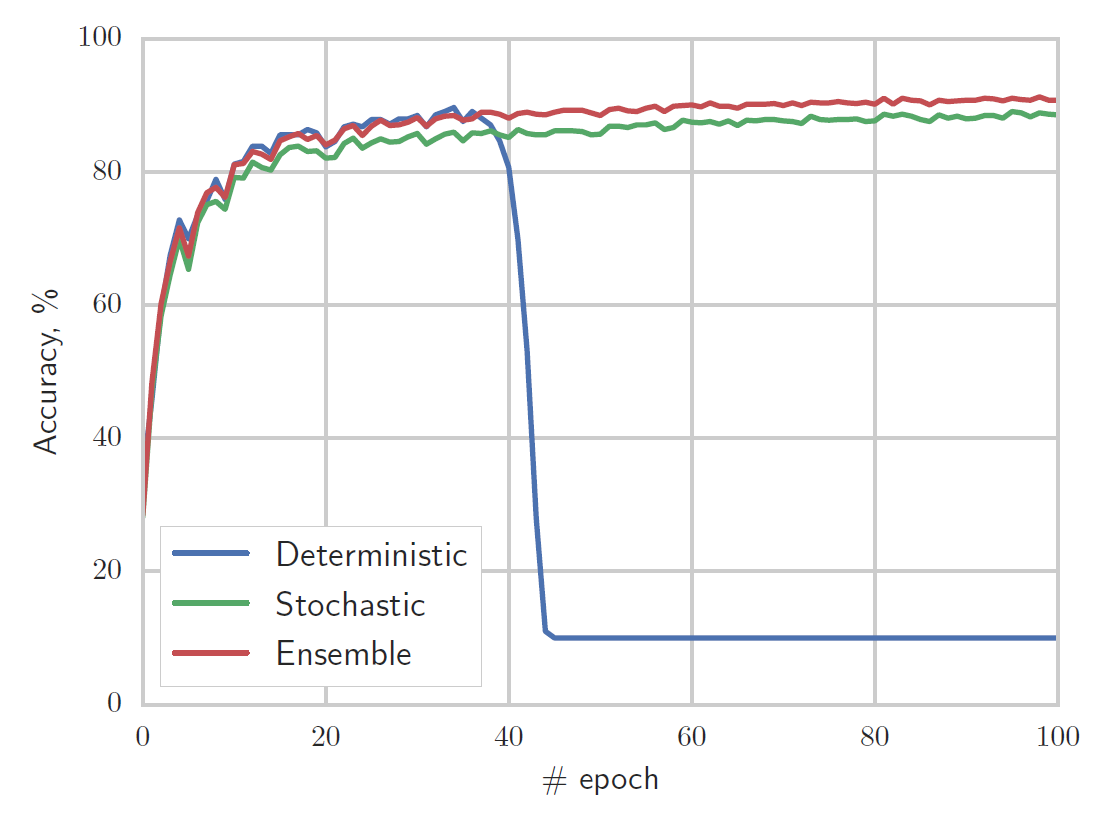 100
80
60
40
20
0
Accuracy, %
Deterministic
Stochastic
Ensemble
0 20 40 60 80 100
# epoch